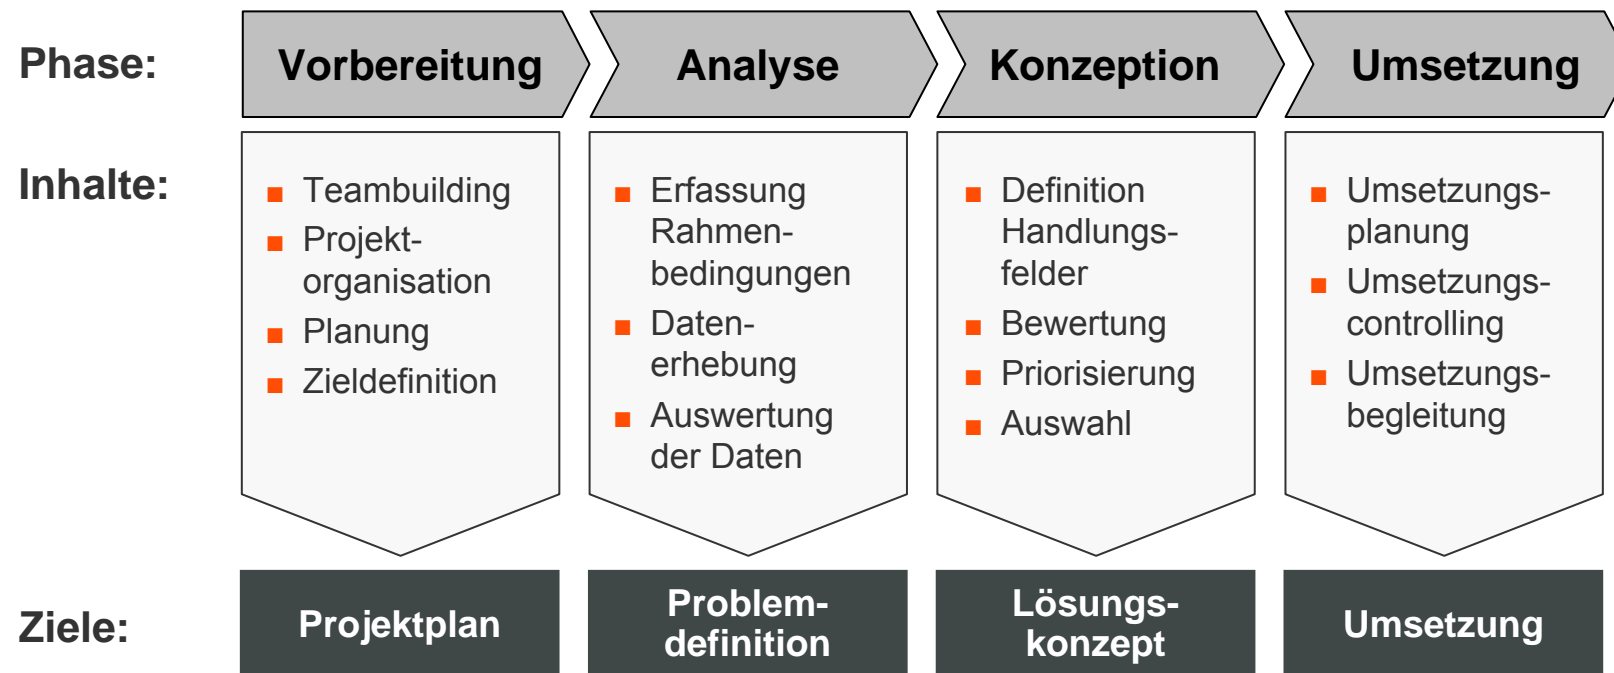 Phase:
Vorbereitung
Analyse
Konzeption
Umsetzung
Inhalte:
Teambuilding
Projekt-
organisation
Planung
Zieldefinition
Erfassung
Rahmen-
bedingungen
Daten-
erhebung
Auswertung
der Daten
Definition
Handlungs-
felder
Bewertung
Priorisierung
Auswahl
Umsetzungs-
planung
Umsetzungs-
controlling
Umsetzungs-
begleitung
Ziele:
Projektplan
Problem-
definition
Lösungs-
konzept
Umsetzung